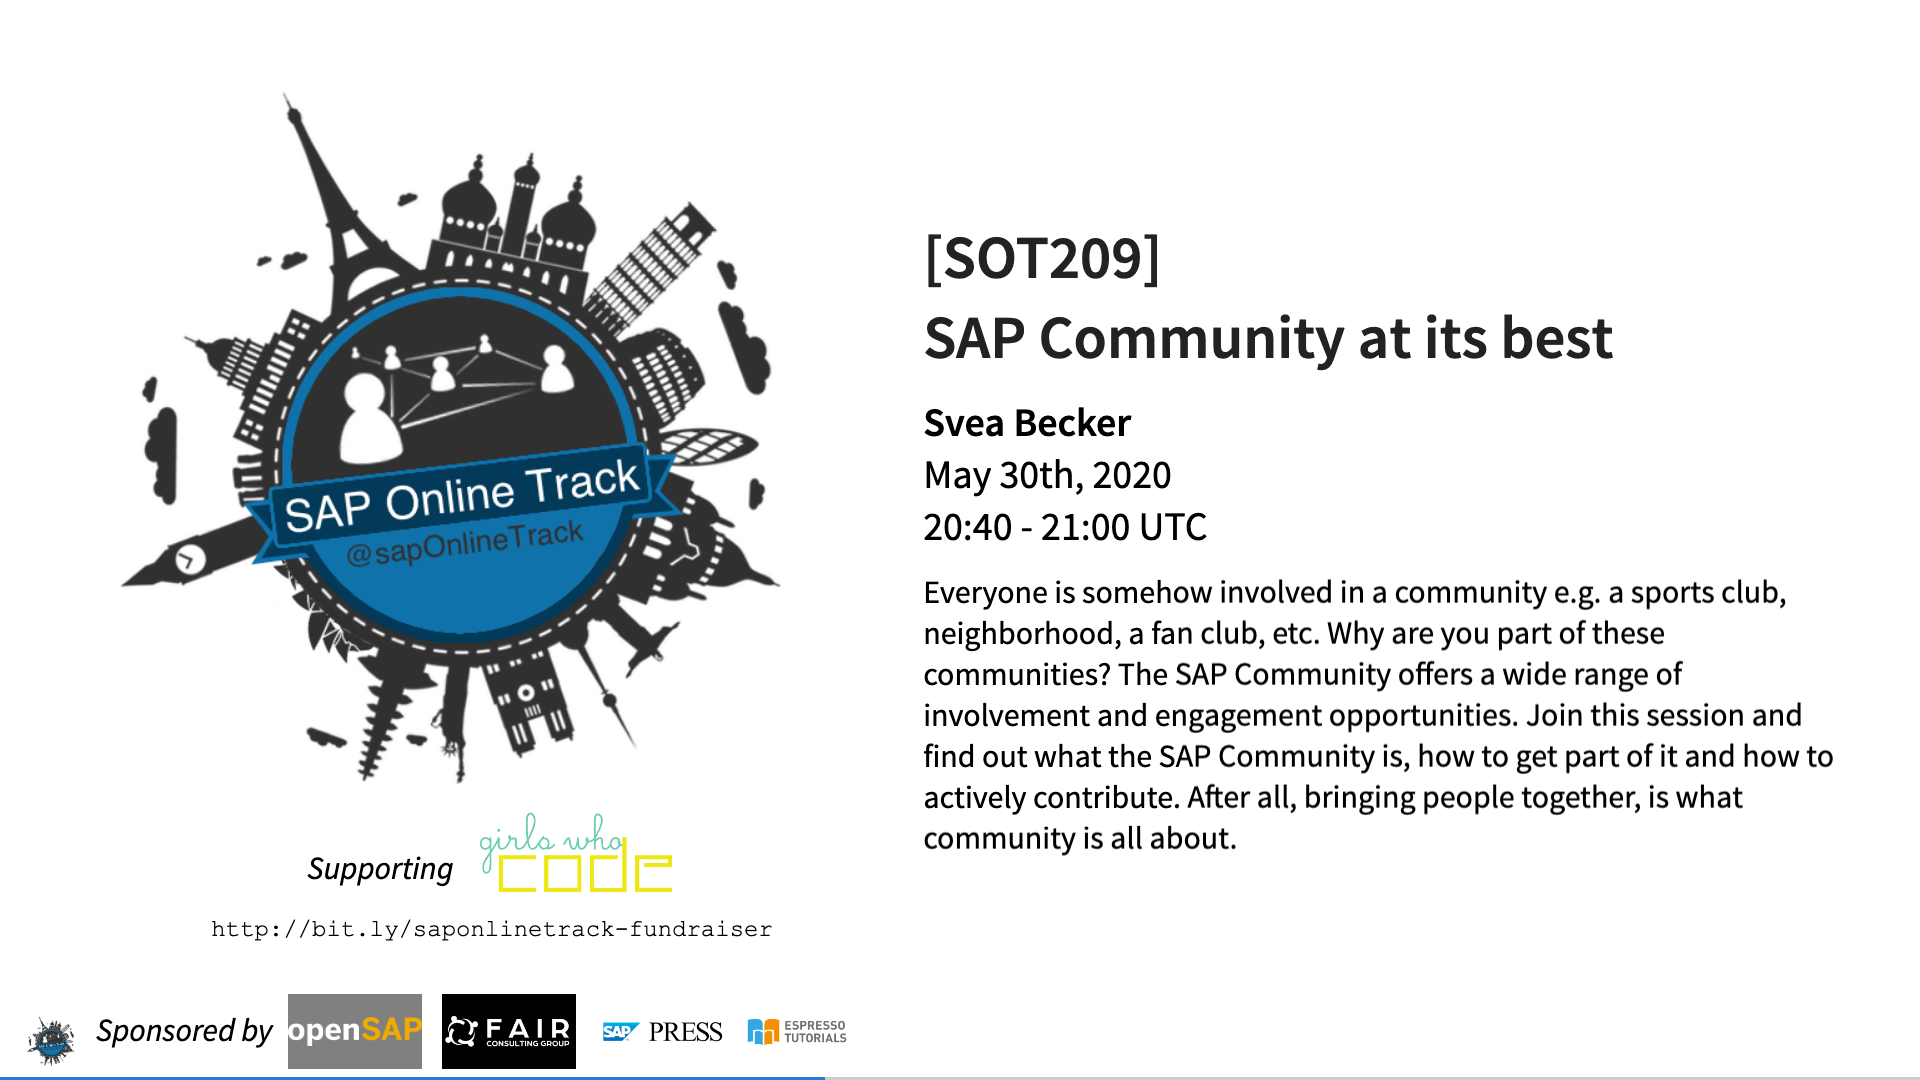 SAP Online Track
@sapOnlineTrack
Supporting
girls who
code
http://bit.ly/saponlinetrack-fundraiser
[SOT209]
SAP Community at its best
Svea Becker
May 30th, 2020
20:40 - 21:00 UTC
Everyone is somehow involved in a community e.g. a sports club,
neighborhood, a fan club, etc. Why are you part of these
communities? The SAP Community offers a wide range of
involvement and engagement opportunities. Join this session and
find out what the SAP Community is, how to get part of it and how to
actively contribute. After all, bringing people together, is what
community is all about.
Sponsored by
openSAP
FAIR
CONSULTING GROUP
SAP PRESS
ESPRESSO
TUTORIALS